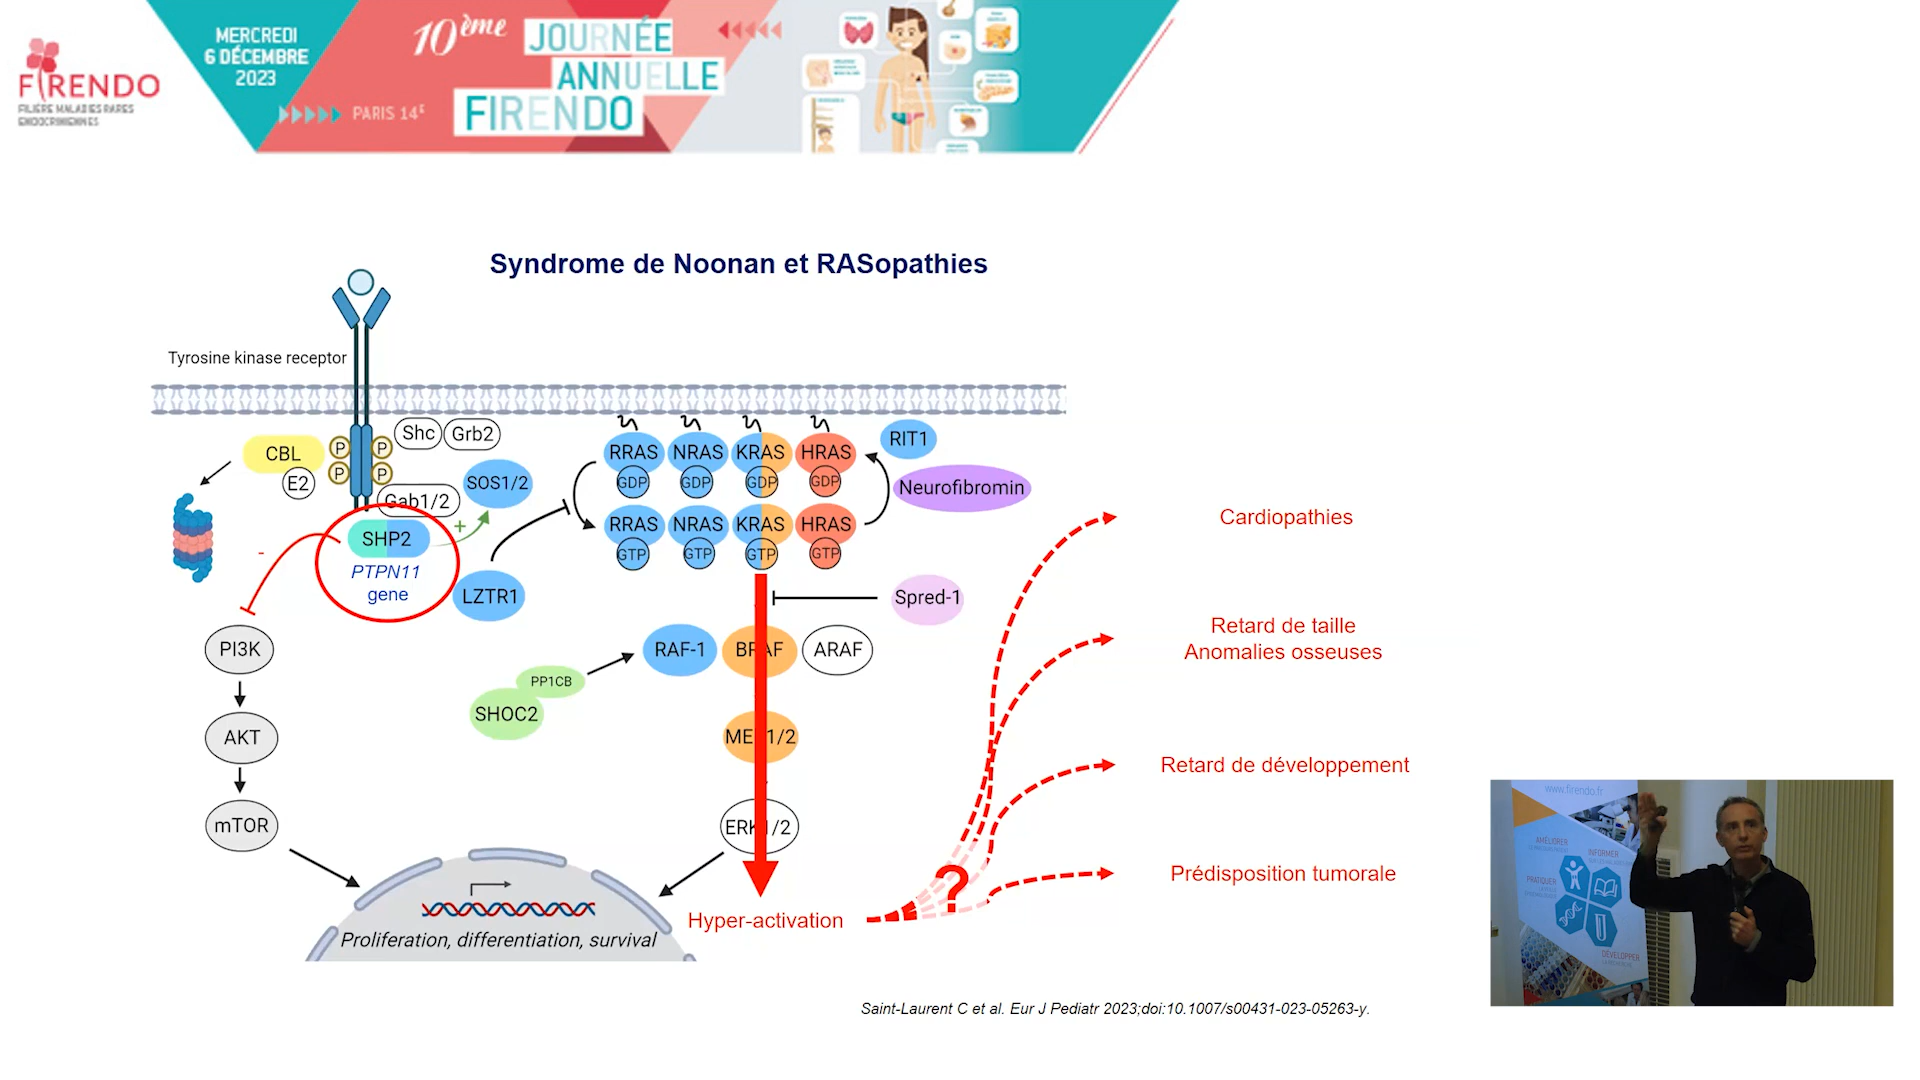 FIRENDO
FILIÈRE MALADIES RARES
ENDOCRINIENNES
MERCREDI
6 DÉCEMBRE
2023
PARIS 14E
10ème JOURNÉE
ANNUELLE
FIRENDO
Syndrome de Noonan et RASopathies
Tyrosine kinase receptor
CBL
E2
P
P
P
P
Shc
Grb2
Gab1/2
SOS1/2
SHP2
PTPN11
gene
+
-
LZTR1
RRAS
NRAS
KRAS
HRAS
GDP
GDP
GDP
GDP
RRAS
NRAS
KRAS
HRAS
GTP
GTP
GTP
GTP
RIT1
Neurofibromin
Spred-1
RAF-1
BRAF
ARAF
PP1CB
SHOC2
MEK1/2
ERK1/2
PI3K
AKT
mTOR
Proliferation, differentiation, survival
Hyper-activation
?
Cardiopathies
Retard de taille
Anomalies osseuses
Retard de développement
Prédisposition tumorale
Saint-Laurent C et al. Eur J Pediatr 2023;doi:10.1007/s00431-023-05263-y.
www.firendo.fr
AMÉLIORER
INFORMER
PRATIQUER
DÉVELOPPER